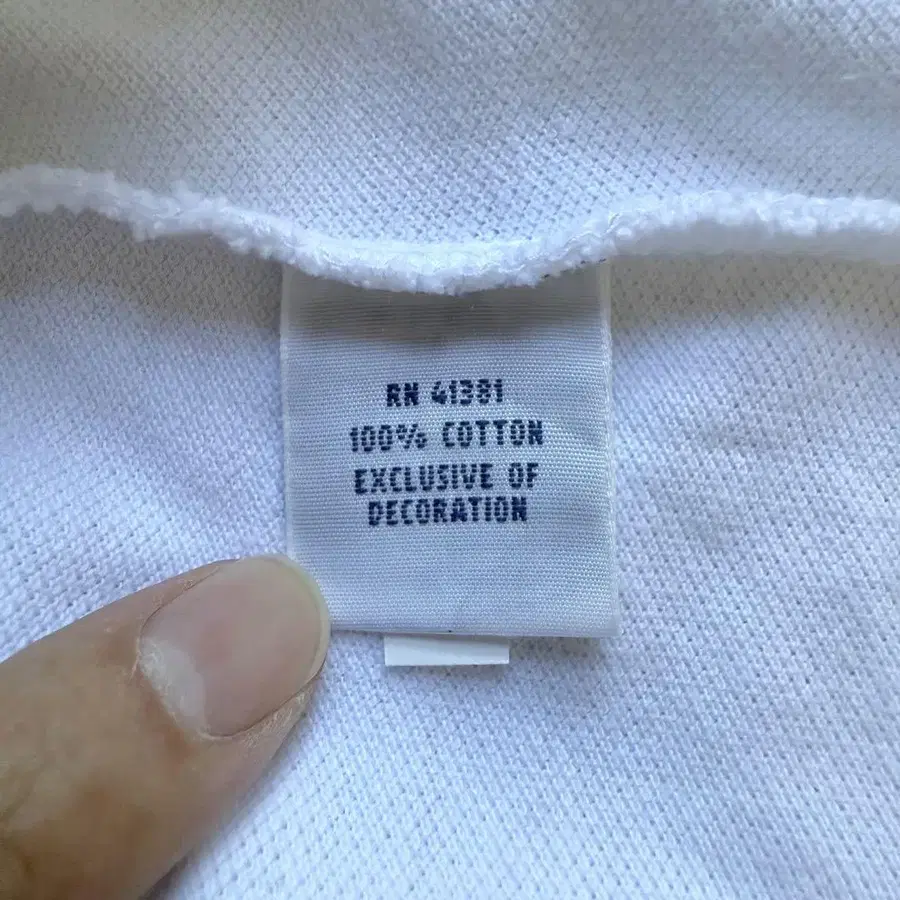 RN 41381
100% COTTON
EXCLUSIVE OF
DECORATION